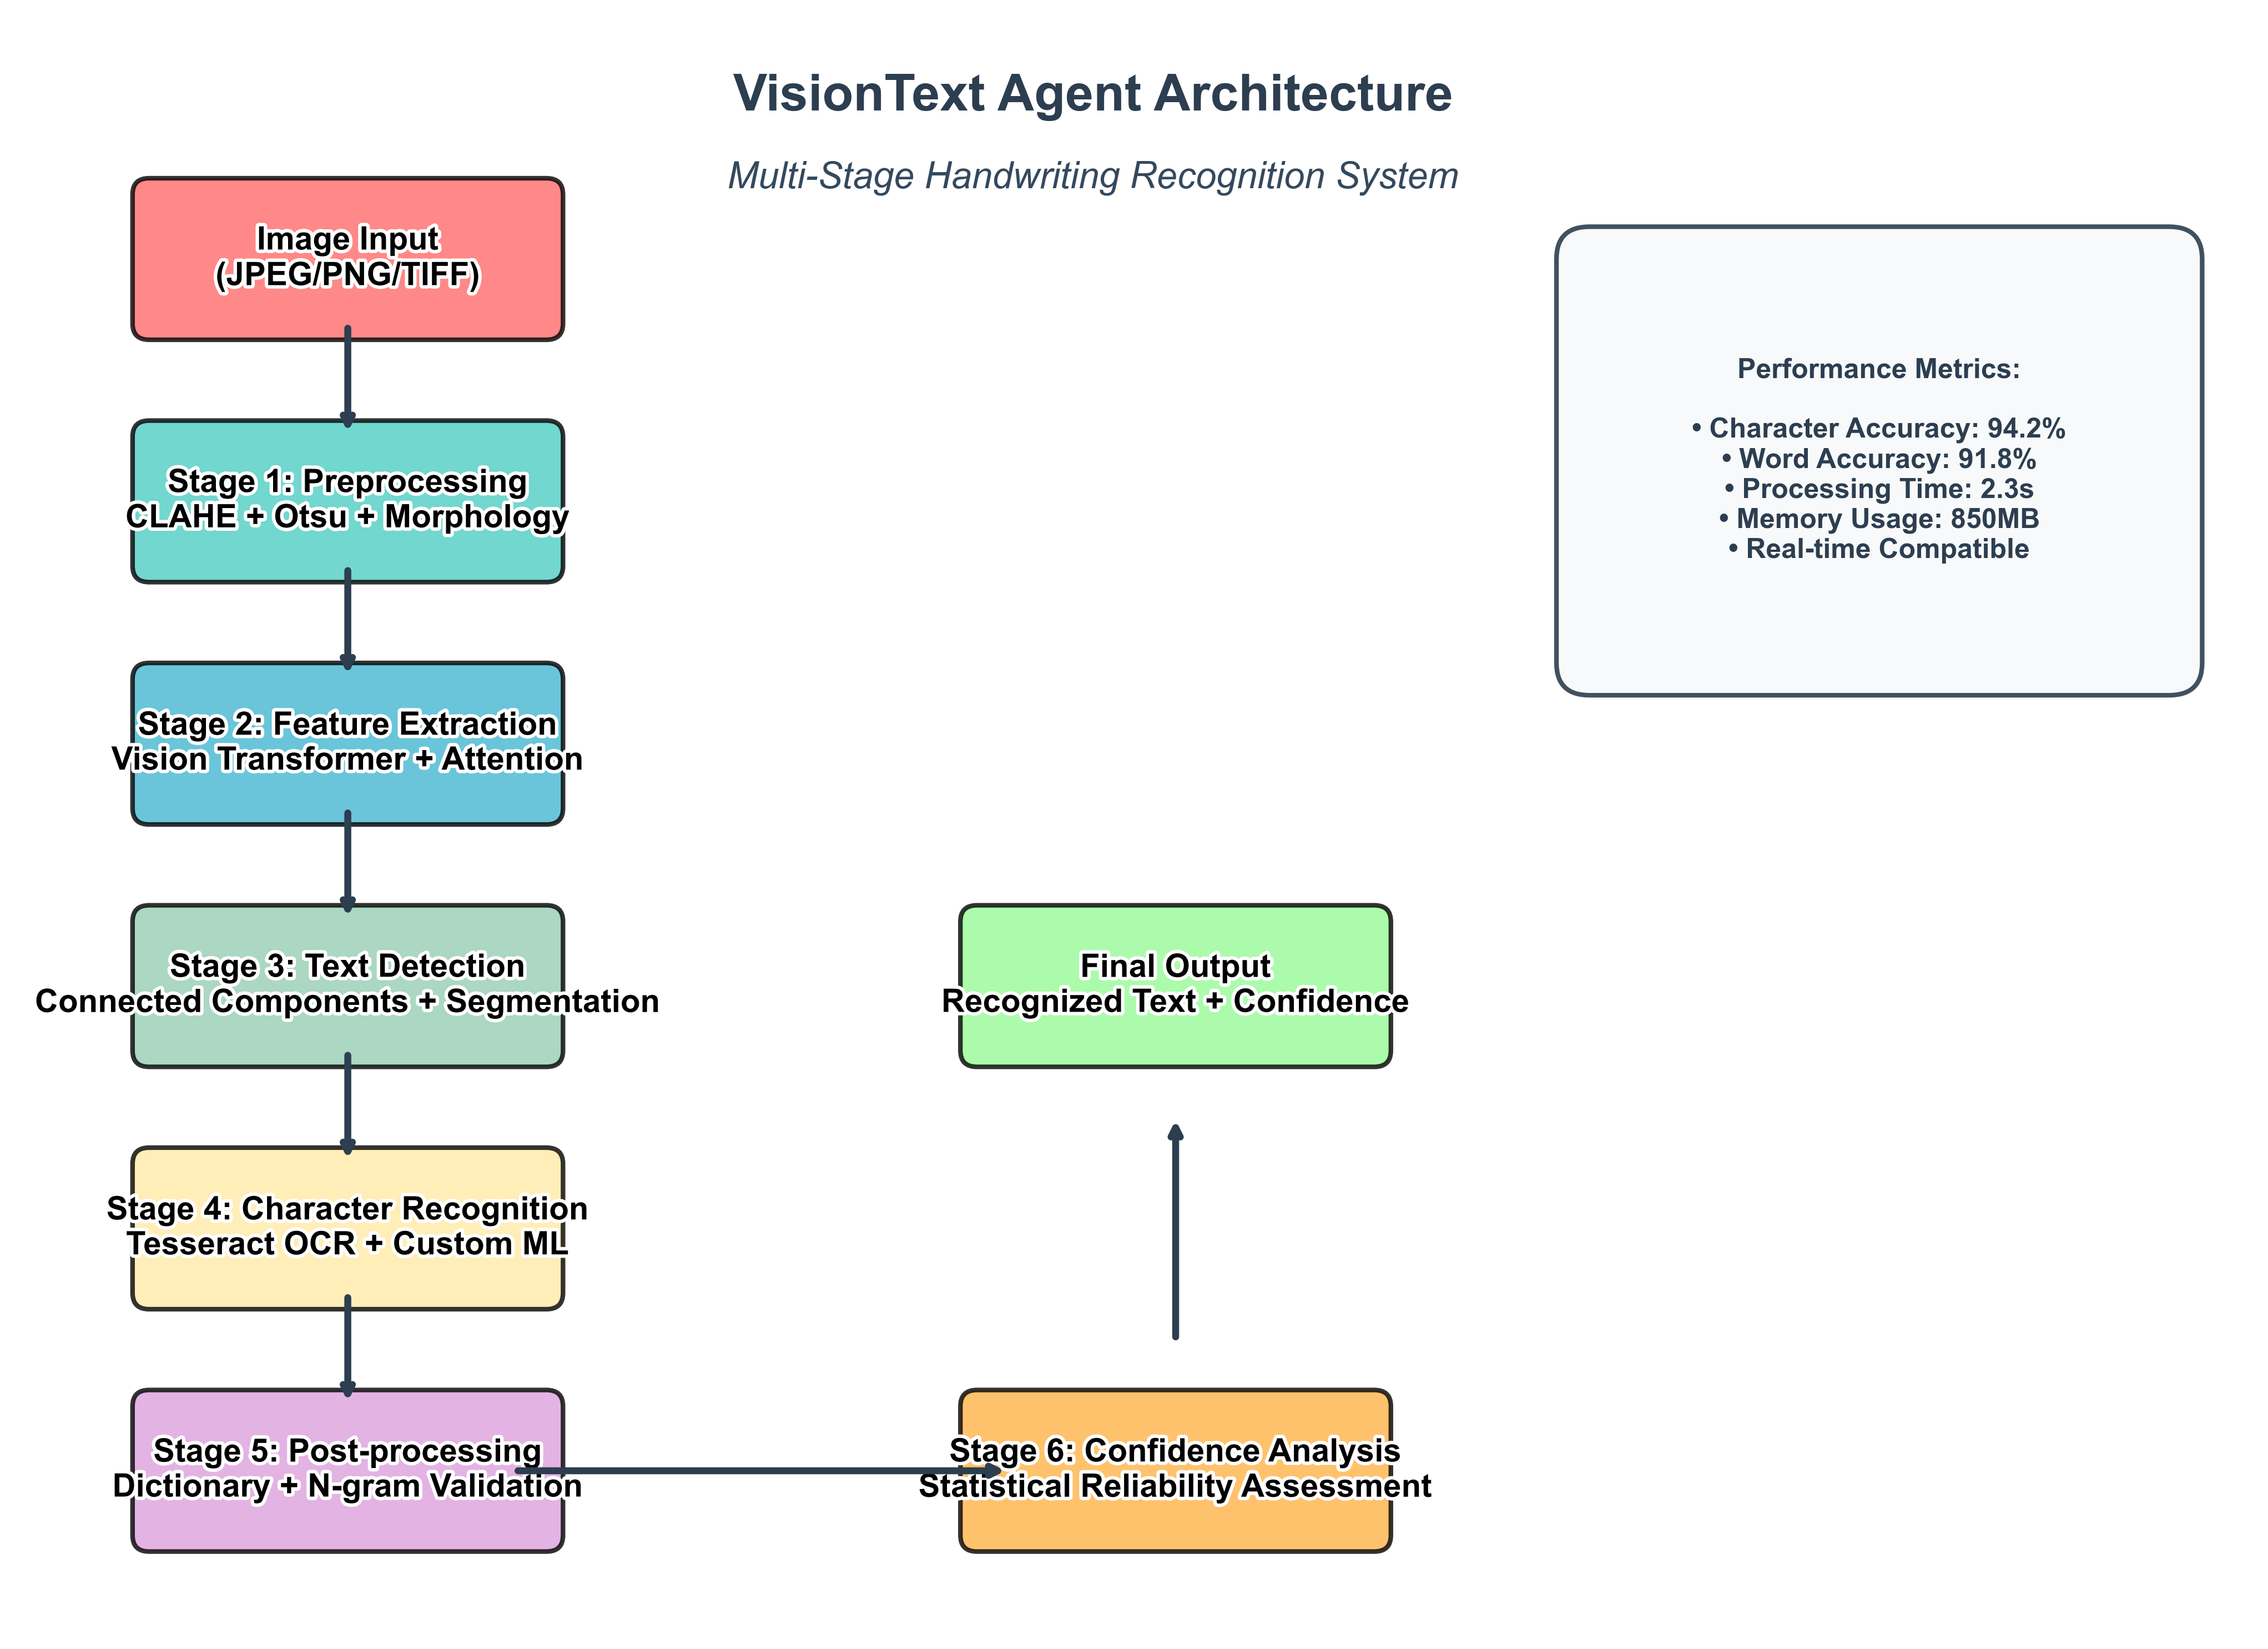 VisionText Agent Architecture
Multi-Stage Handwriting Recognition System
Image Input
(JPEG/PNG/TIFF)
Stage 1: Preprocessing
CLAHE + Otsu + Morphology
Stage 2: Feature Extraction
Vision Transformer + Attention
Stage 3: Text Detection
Connected Components + Segmentation
Stage 4: Character Recognition
Tesseract OCR + Custom ML
Stage 5: Post-processing
Dictionary + N-gram Validation
Stage 6: Confidence Analysis
Statistical Reliability Assessment
Final Output
Recognized Text + Confidence
Performance Metrics:
• Character Accuracy: 94.2%
• Word Accuracy: 91.8%
• Processing Time: 2.3s
• Memory Usage: 850MB
• Real-time Compatible